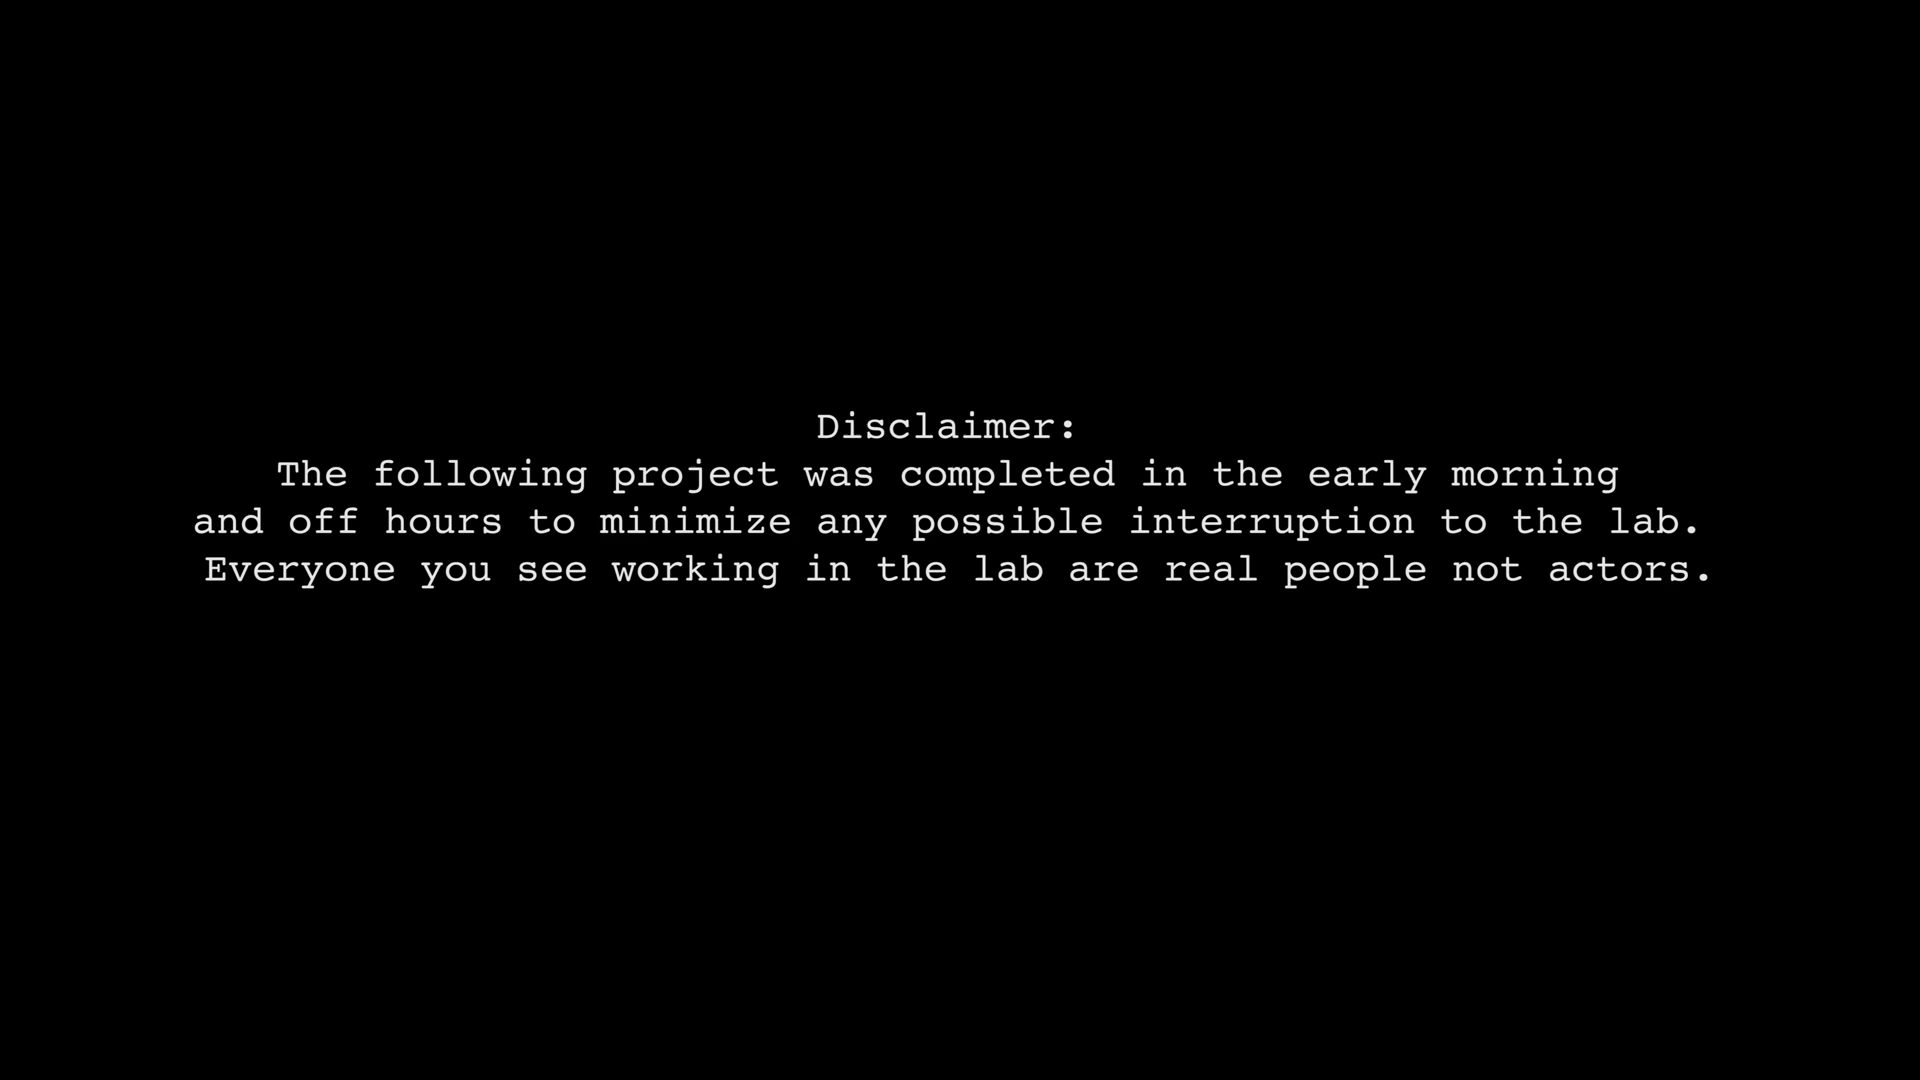 Disclaimer:
The following project was completed in the early morning
and off hours to minimize any possible interruption to the lab.
Everyone you see working in the lab are real people not actors.